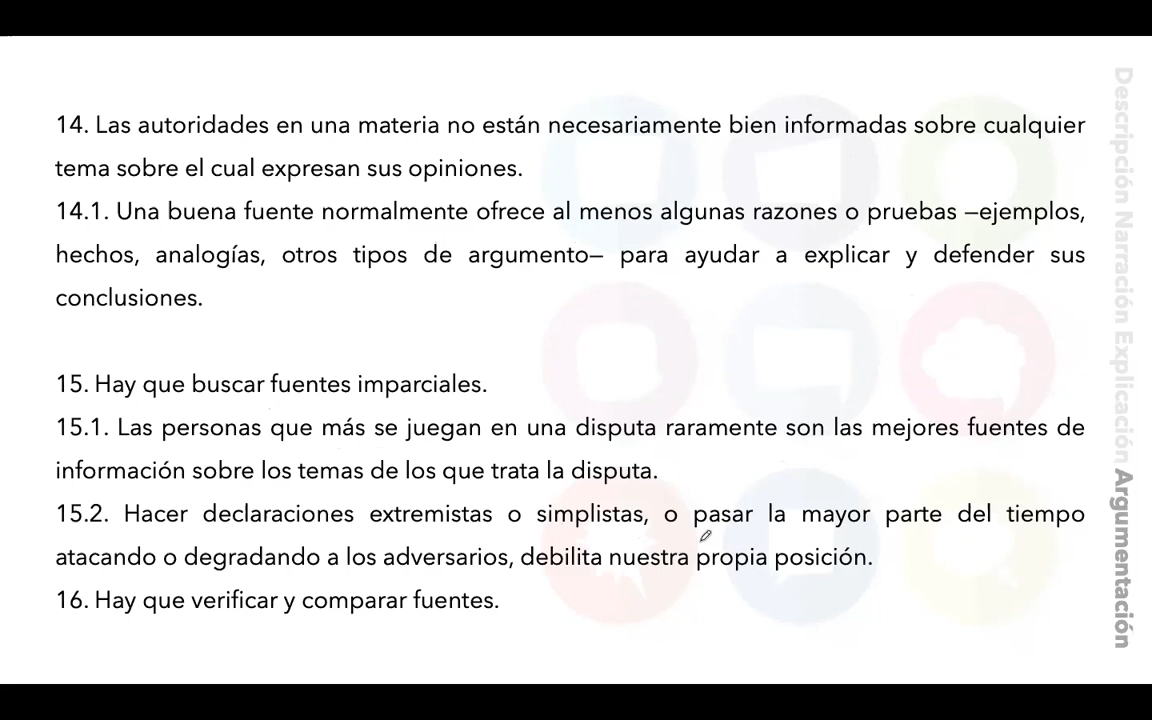 14. Las autoridades en una materia no están necesariamente bien informadas sobre cualquier
tema sobre el cual expresan sus opiniones.
14.1. Una buena fuente normalmente ofrece al menos algunas razones o pruebas —ejemplos,
hechos, analogías, otros tipos de argumento— para ayudar a explicar y defender sus
conclusiones.
15. Hay que buscar fuentes imparciales.
15.1. Las personas que más se juegan en una disputa raramente son las mejores fuentes de
información sobre los temas de los que trata la disputa.
15.2. Hacer declaraciones extremistas o simplistas, o pasar la mayor parte del tiempo
atacando o degradando a los adversarios, debilita nuestra propia posición.
16. Hay que verificar y comparar fuentes.
Descripción Narración Explicación Argumentación